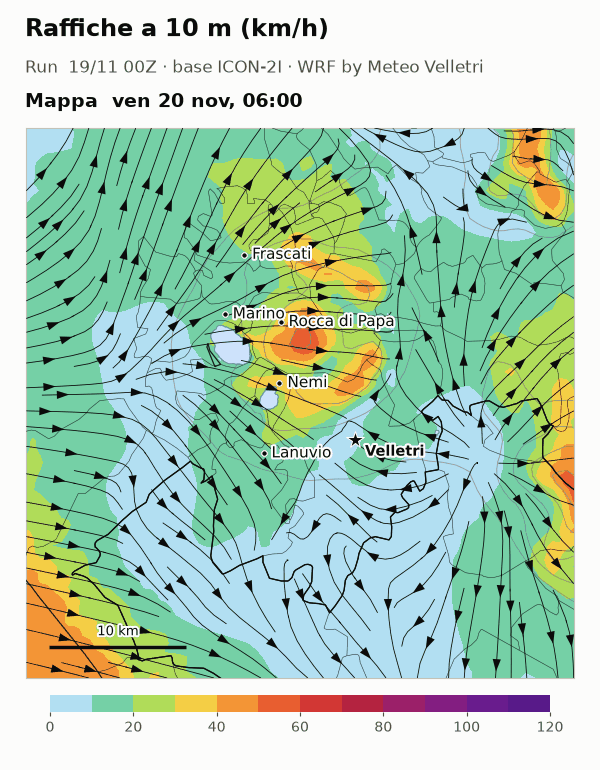 Raffiche a 10 m (km/h)
Run  19/11 00Z · base ICON-2I · WRF by Meteo Velletri
Mappa  ven 20 nov, 06:00
Frascati
Marino
Rocca di Papa
Nemi
Velletri
Lanuvio
10 km
0 20 40 60 80 100 120